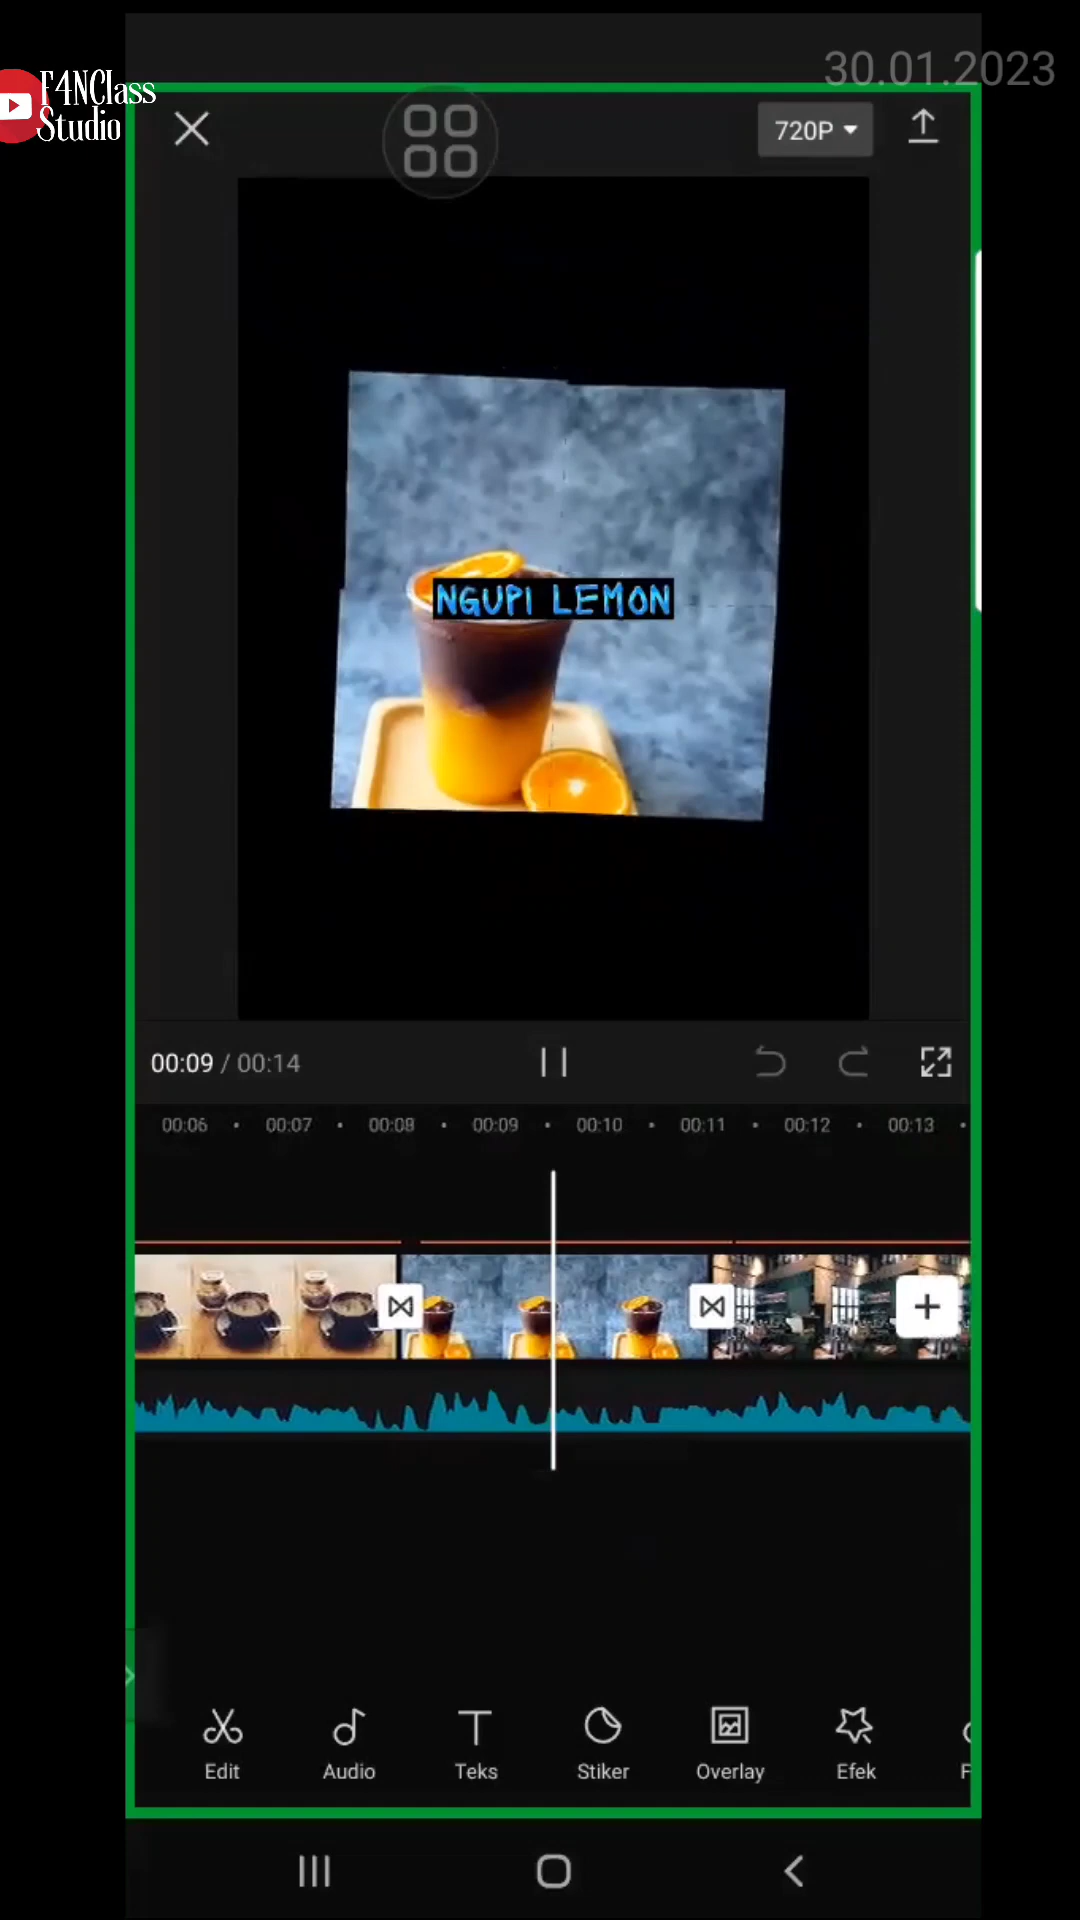 30.01.2023
F4NClass
Studio
720P
NGUPI LEMON
00:09 / 00:14
00:06 00:07 00:08 00:09 00:10 00:11 00:12 00:13
Edit Audio Teks Stiker Overlay Efek F